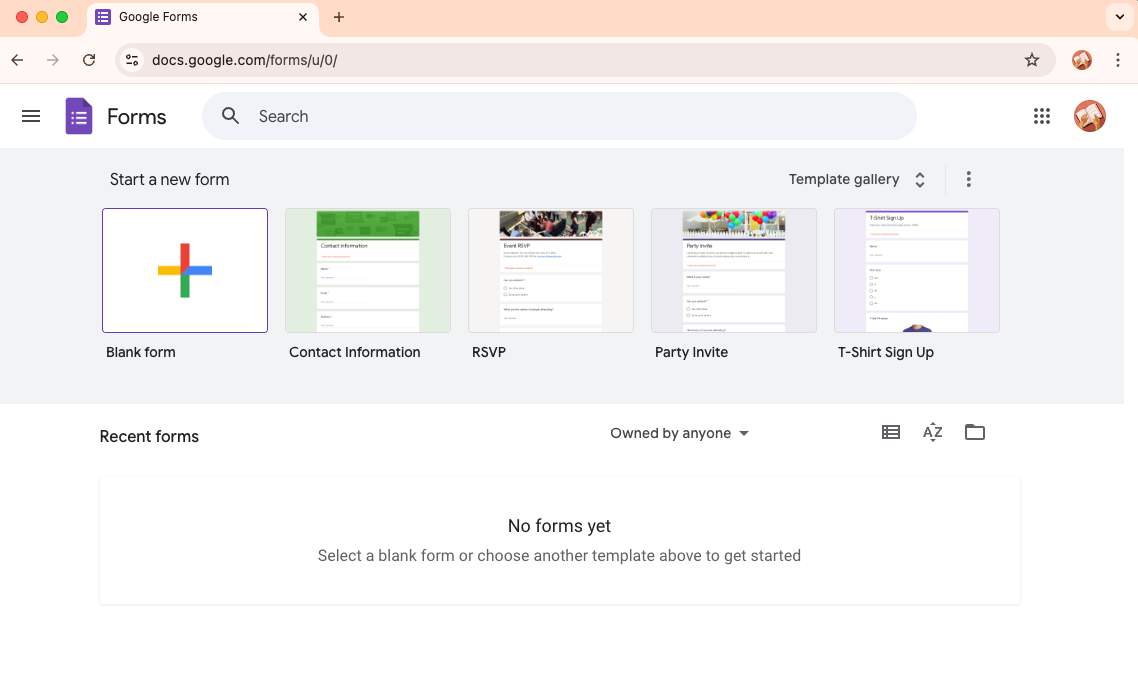 Google Forms
docs.google.com/forms/u/0/
Forms
Search
Start a new form
Template gallery
Contact Information
Event RSVP
Party Invite
T-Shirt Sign Up
Blank form
Contact Information
RSVP
Party Invite
T-Shirt Sign Up
Recent forms
Owned by anyone
AZ
No forms yet
Select a blank form or choose another template above to get started